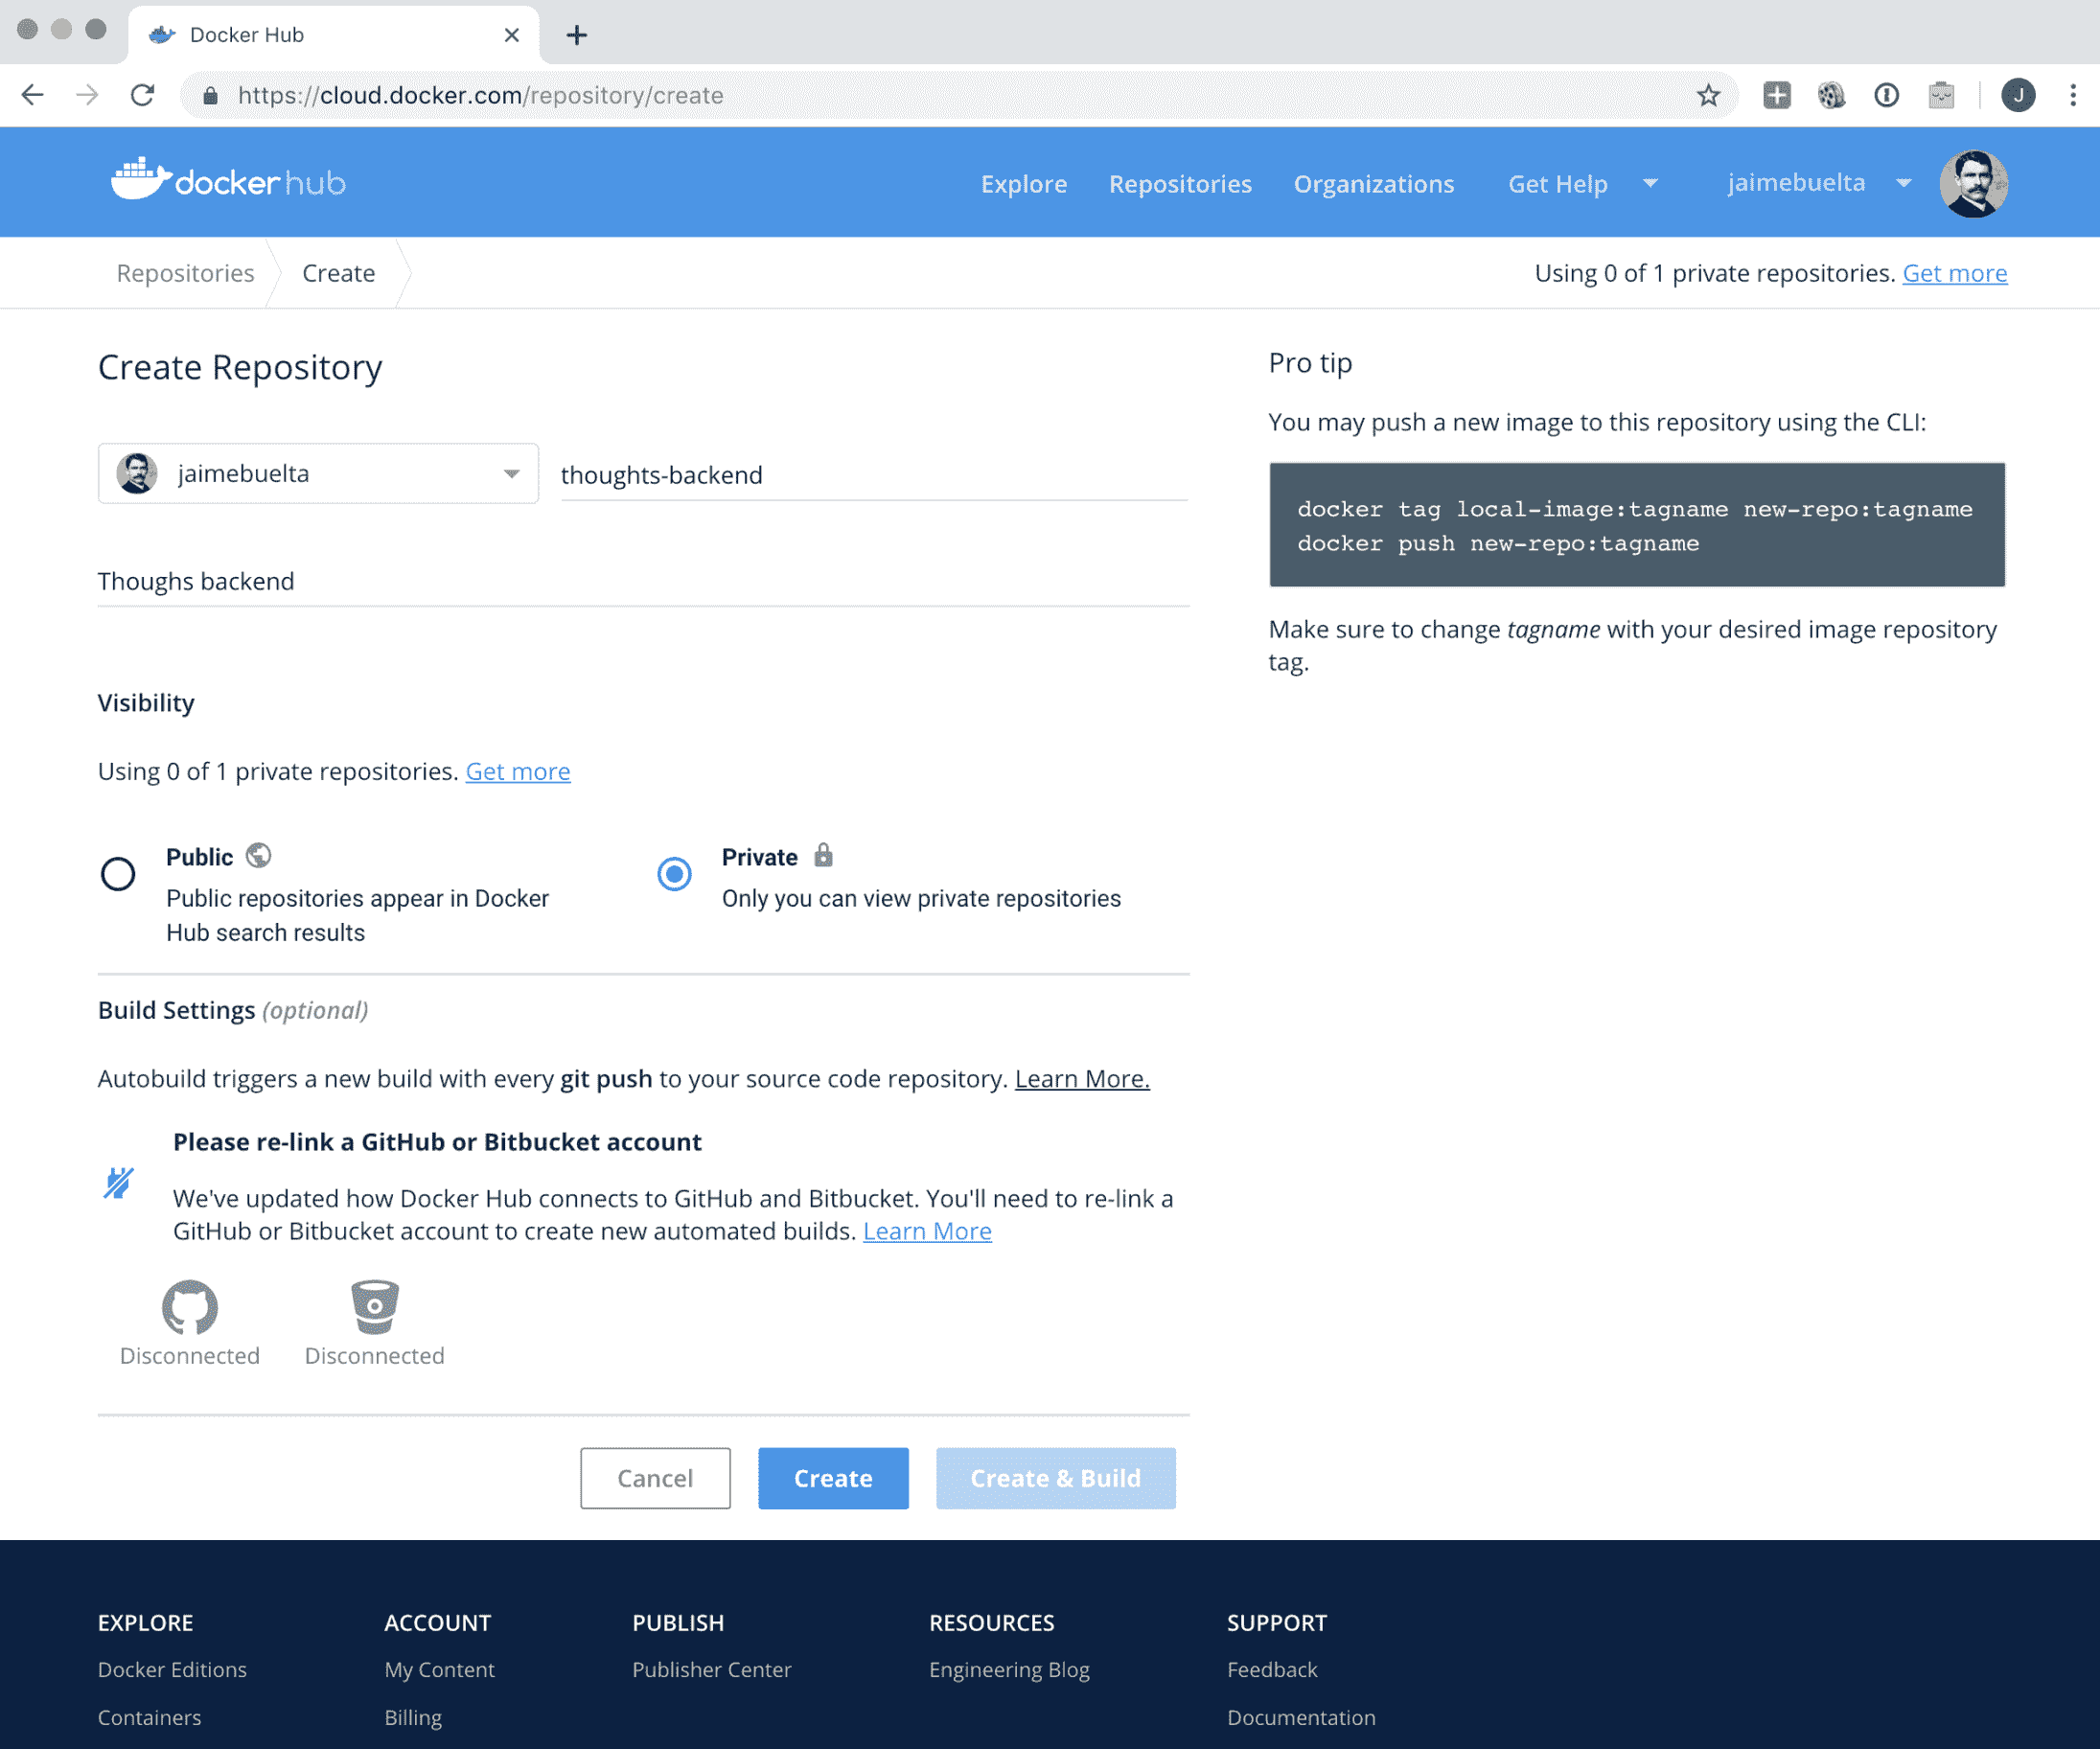 Docker Hub
https://cloud.docker.com/repository/create
J
docker hub
Explore Repositories Organizations Get Help jaimebuelta
Repositories Create Using 0 of 1 private repositories. Get more
Create Repository
jaimebuelta thoughts-backend
Thoughs backend
Visibility
Using 0 of 1 private repositories. Get more
Public
Public repositories appear in Docker
Hub search results
Private
Only you can view private repositories
Build Settings (optional)
Autobuild triggers a new build with every git push to your source code repository. Learn More.
Please re-link a GitHub or Bitbucket account
We've updated how Docker Hub connects to GitHub and Bitbucket. You'll need to re-link a
GitHub or Bitbucket account to create new automated builds. Learn More
Disconnected Disconnected
Cancel Create Create & Build
Pro tip
You may push a new image to this repository using the CLI:
docker tag local-image:tagname new-repo:tagname
docker push new-repo:tagname
Make sure to change tagname with your desired image repository
tag.
EXPLORE ACCOUNT PUBLISH RESOURCES SUPPORT
Docker Editions My Content Publisher Center Engineering Blog Feedback
Containers Billing Documentation